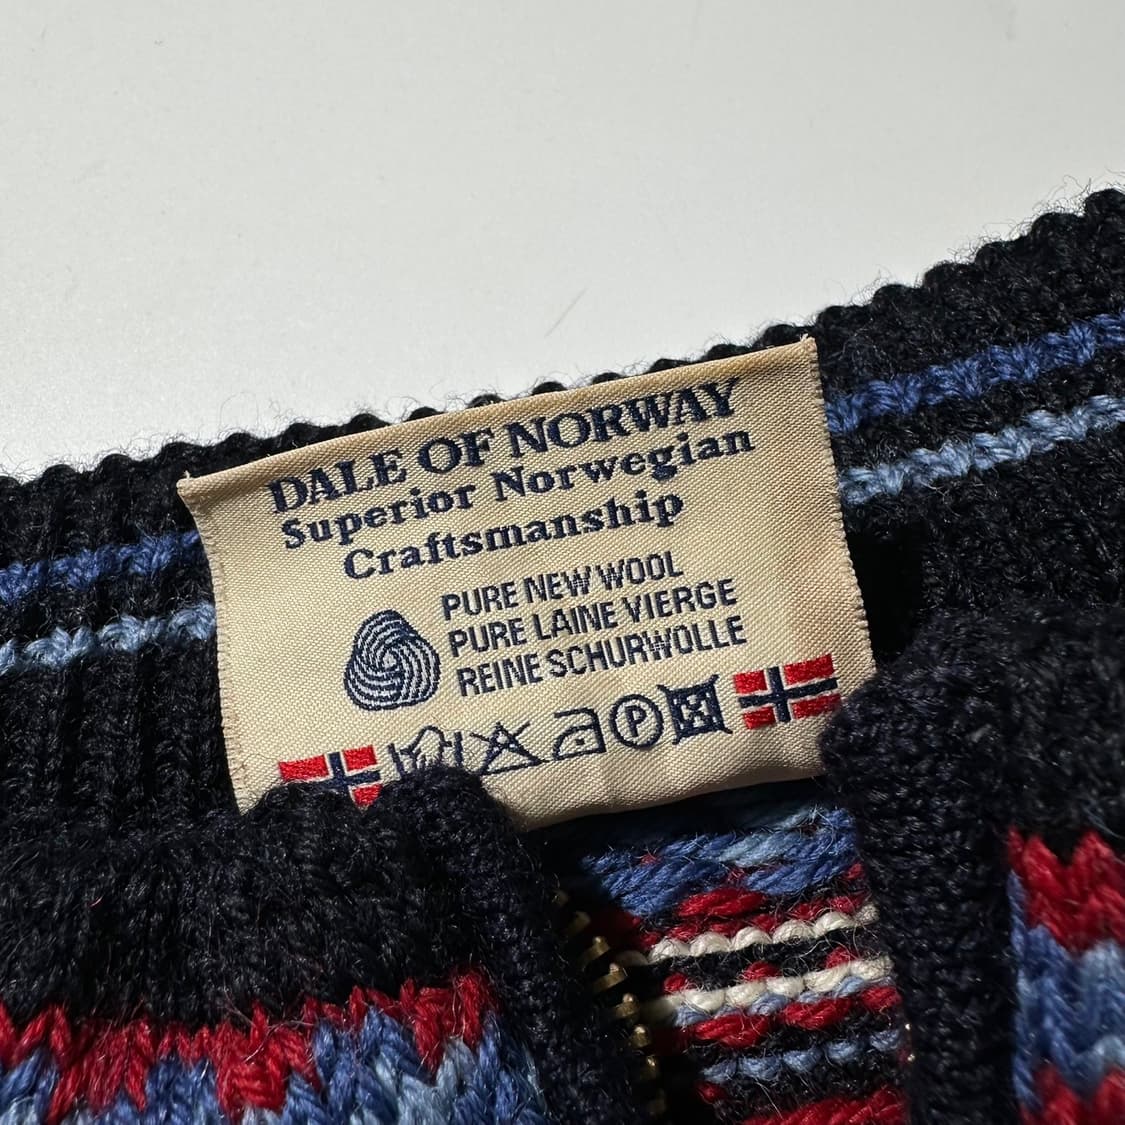 DALE OF NORWAY
Superior Norwegian
Craftsmanship
PURE NEW WOOL
PURE LAINE VIERGE
REINE SCHURWOLLE
P